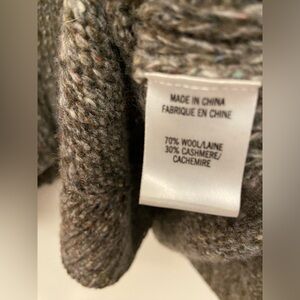 MADE IN CHINA
FABRIQUE EN CHINE
70% WOOL/LAINE
30% CASHMERE/
CACHEMIRE